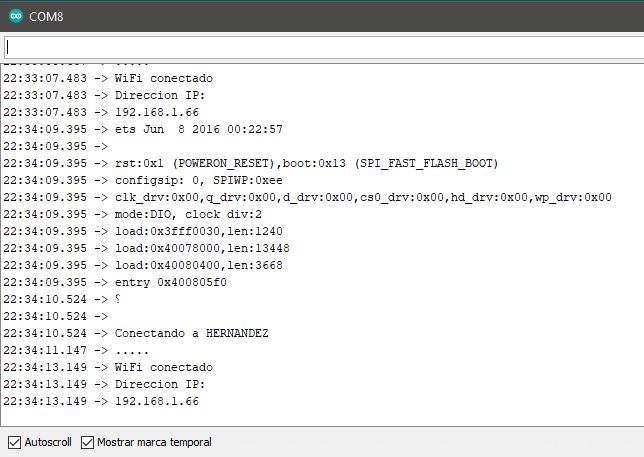 COM8
22:33:07.483 -> WiFi conectado
22:33:07.483 -> Direccion IP:
22:33:07.483 -> 192.168.1.66
22:34:09.395 -> ets Jun  8 2016 00:22:57
22:34:09.395 ->
22:34:09.395 -> rst:0x1 (POWERON_RESET),boot:0x13 (SPI_FAST_FLASH_BOOT)
22:34:09.395 -> configsip: 0, SPIWP:0xee
22:34:09.395 -> clk_drv:0x00,q_drv:0x00,d_drv:0x00,cs0_drv:0x00,hd_drv:0x00,wp_drv:0x00
22:34:09.395 -> mode:DIO, clock div:2
22:34:09.395 -> load:0x3fff0030,len:1240
22:34:09.395 -> load:0x40078000,len:13448
22:34:09.395 -> load:0x40080400,len:3668
22:34:09.395 -> entry 0x400805f0
22:34:10.524 -> ⸮
22:34:10.524 ->
22:34:10.524 -> Conectando a HERNANDEZ
22:34:11.147 -> .....
22:34:13.149 -> WiFi conectado
22:34:13.149 -> Direccion IP:
22:34:13.149 -> 192.168.1.66
Autoscroll Mostrar marca temporal